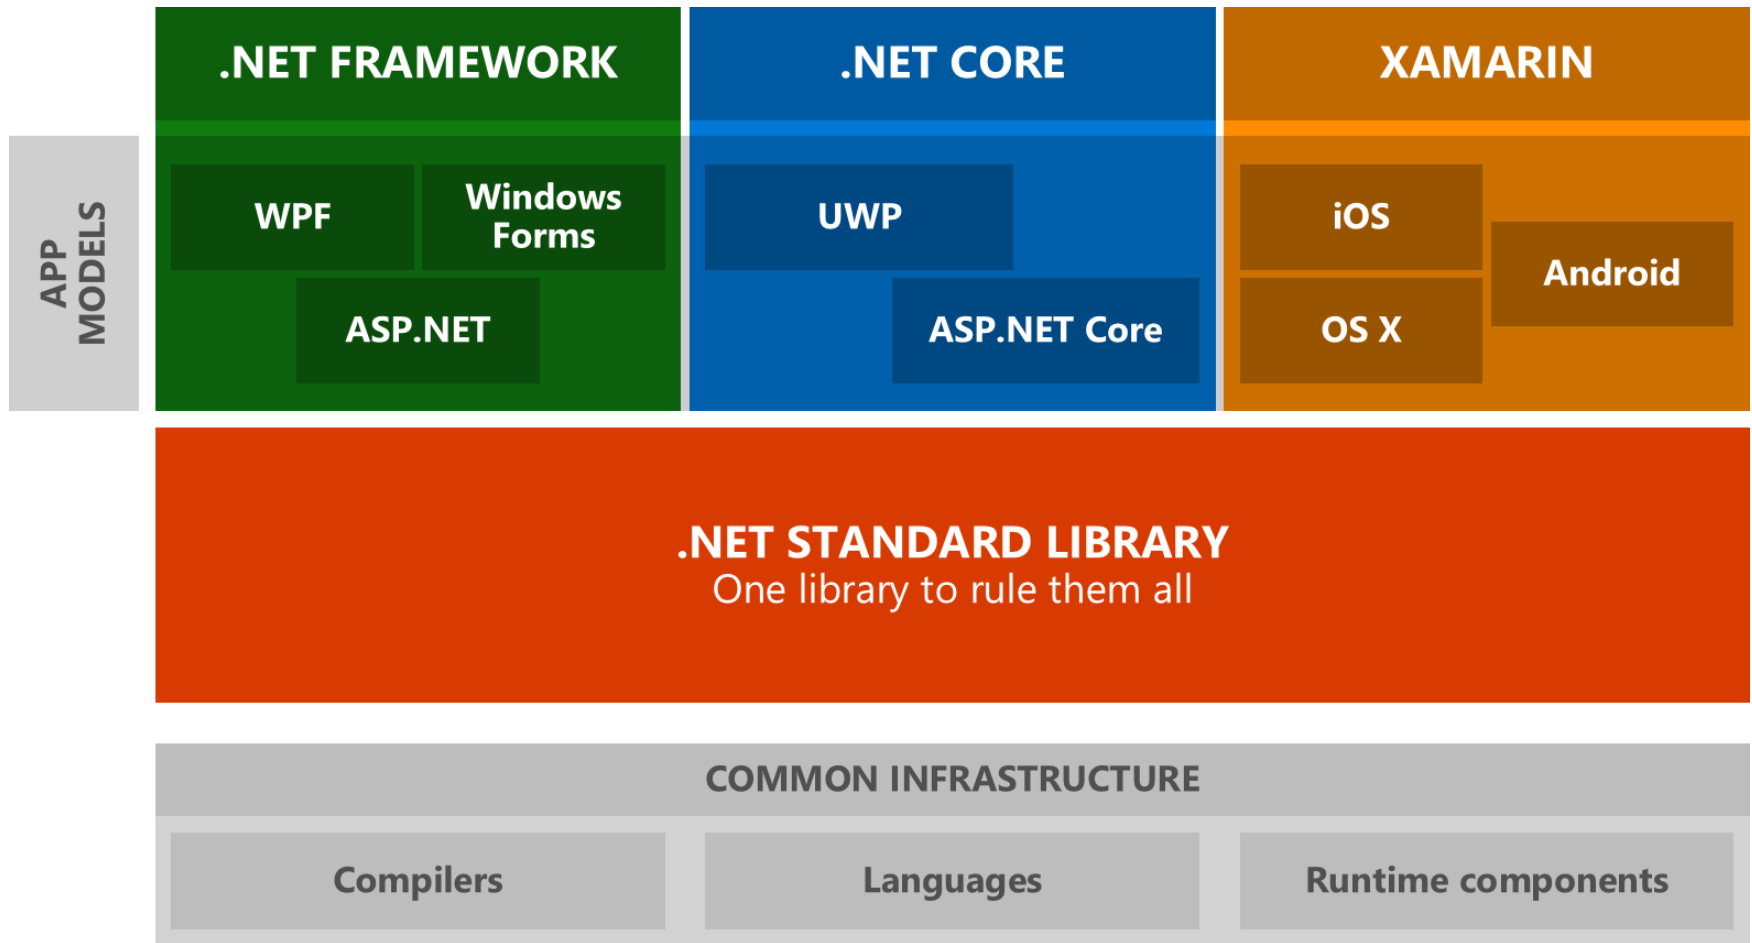 .NET FRAMEWORK
.NET CORE
XAMARIN
APP
MODELS
WPF
Windows
Forms
ASP.NET
UWP
ASP.NET Core
iOS
Android
OS X
.NET STANDARD LIBRARY
One library to rule them all
COMMON INFRASTRUCTURE
Compilers
Languages
Runtime components